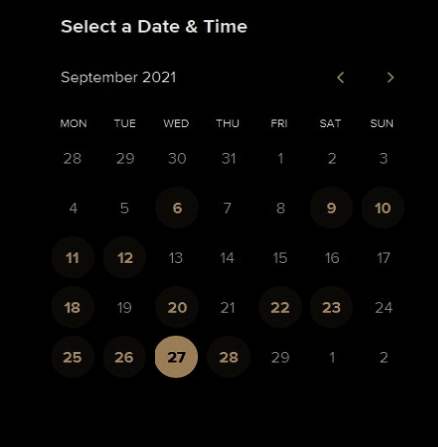 Select a Date & Time
September 2021
MON TUE WED THU FRI SAT SUN
28 29 30 31 1 2 3
4 5 6 7 8 9 10
11 12 13 14 15 16 17
18 19 20 21 22 23 24
25 26 27 28 29 1 2